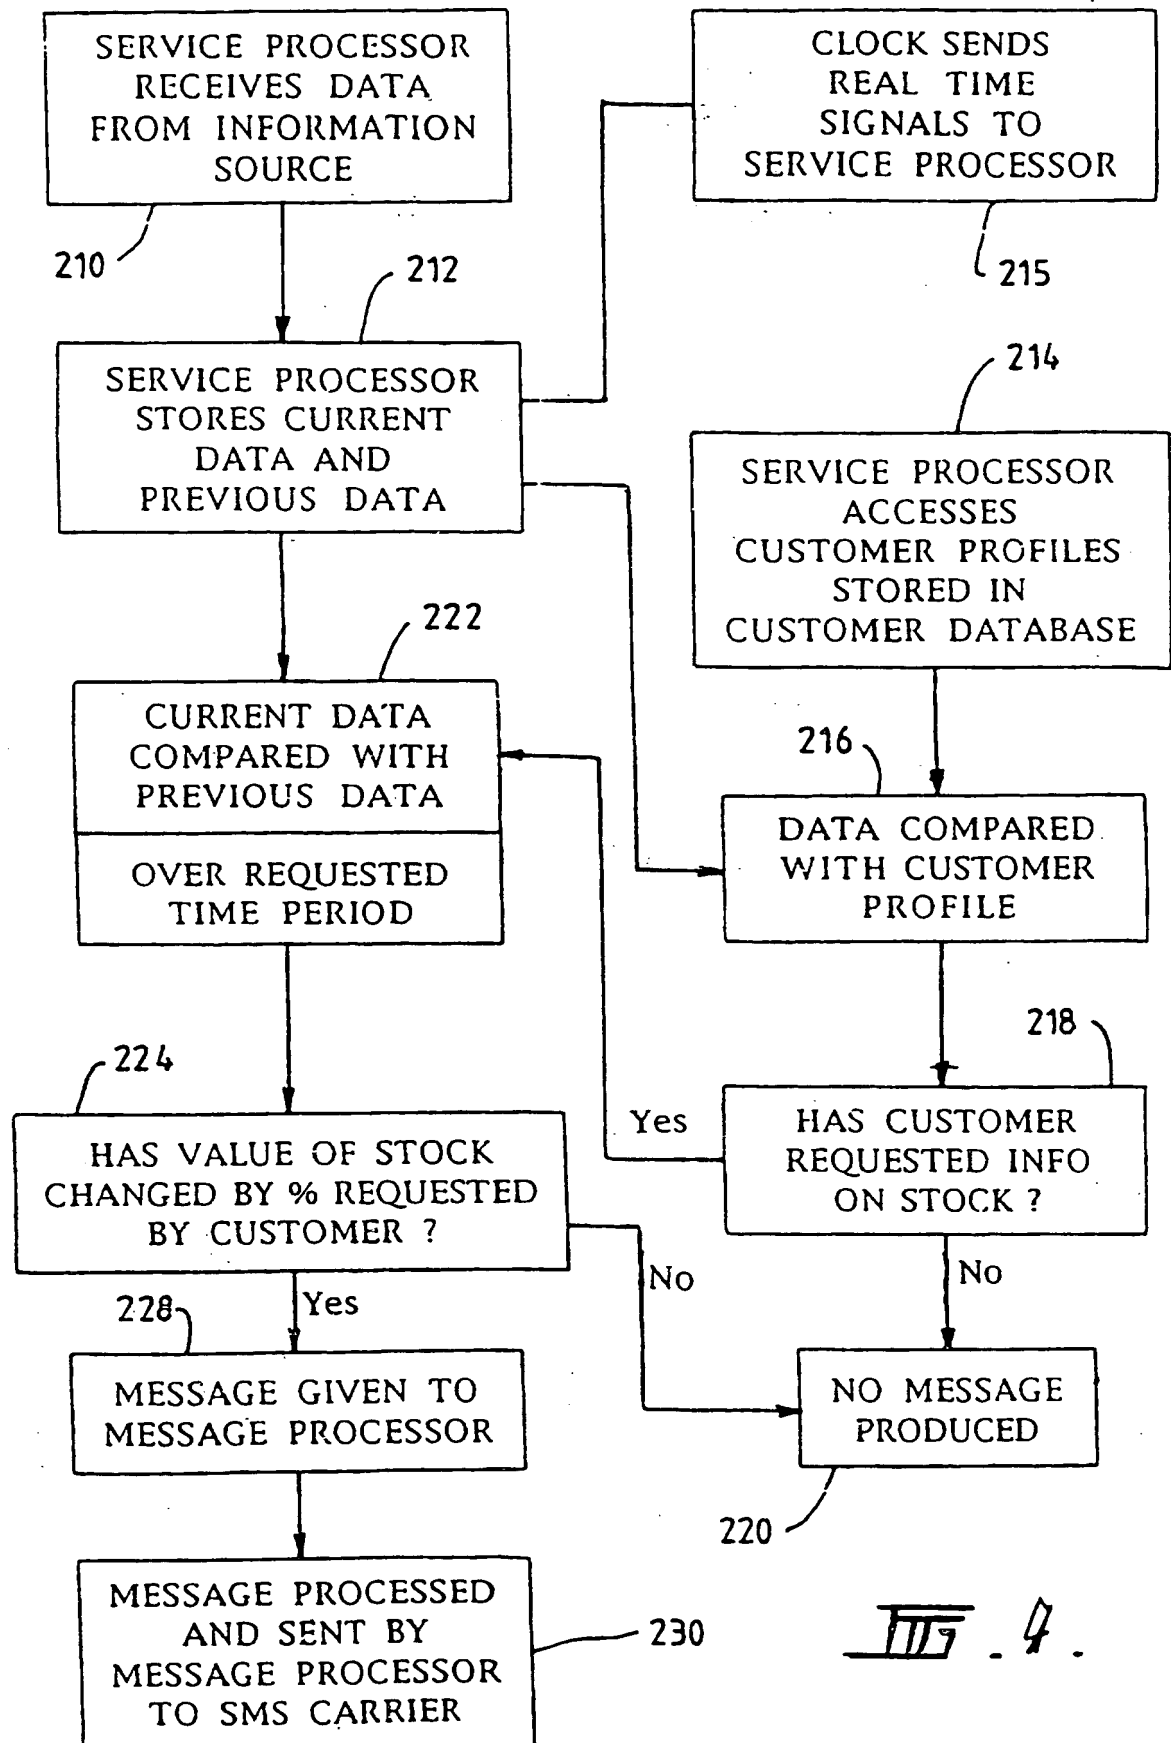 SERVICE PROCESSOR
RECEIVES DATA
FROM INFORMATION
SOURCE
210
CLOCK SENDS
REAL TIME
SIGNALS TO
SERVICE PROCESSOR
215
212
SERVICE PROCESSOR
STORES CURRENT
DATA AND
PREVIOUS DATA
214
SERVICE PROCESSOR
ACCESSES
CUSTOMER PROFILES
STORED IN
CUSTOMER DATABASE
222
CURRENT DATA
COMPARED WITH
PREVIOUS DATA
OVER REQUESTED
TIME PERIOD
216
DATA COMPARED
WITH CUSTOMER
PROFILE
218
HAS CUSTOMER
REQUESTED INFO
ON STOCK ?
Yes
No
224
HAS VALUE OF STOCK
CHANGED BY % REQUESTED
BY CUSTOMER ?
No
Yes
228
MESSAGE GIVEN TO
MESSAGE PROCESSOR
NO MESSAGE
PRODUCED
220
MESSAGE PROCESSED
AND SENT BY
MESSAGE PROCESSOR
TO SMS CARRIER
230
FIG. 4.